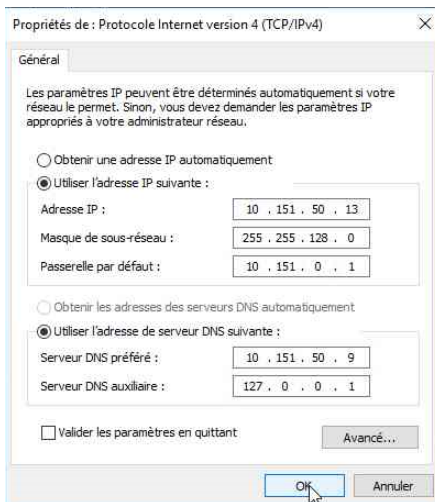 Propriétés de : Protocole Internet version 4 (TCP/IPv4)
Général
Les paramètres IP peuvent être déterminés automatiquement si votre
réseau le permet. Sinon, vous devez demander les paramètres IP
appropriés à votre administrateur réseau.
Obtenir une adresse IP automatiquement
Utiliser l'adresse IP suivante :
Adresse IP : 10 . 151 . 50 . 13
Masque de sous-réseau : 255 . 255 . 128 . 0
Passerelle par défaut : 10 . 151 . 0 . 1
Obtenir les adresses des serveurs DNS automatiquement
Utiliser l'adresse de serveur DNS suivante :
Serveur DNS préféré : 10 . 151 . 50 . 9
Serveur DNS auxiliaire : 127 . 0 . 0 . 1
Valider les paramètres en quittant
Avancé...
OK Annuler